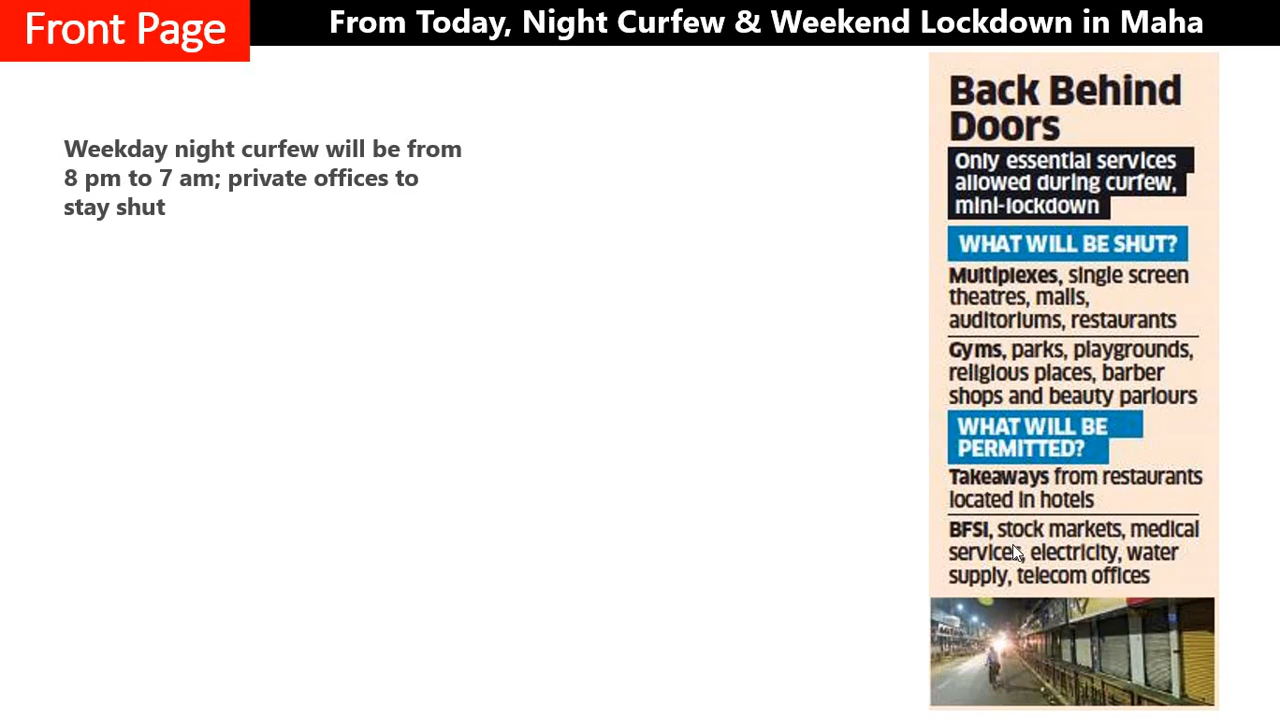 Front Page
From Today, Night Curfew & Weekend Lockdown in Maha
Weekday night curfew will be from
8 pm to 7 am; private offices to
stay shut
Back Behind
Doors
Only essential services
allowed during curfew,
mini-lockdown
WHAT WILL BE SHUT?
Multiplexes, single screen
theatres, malls,
auditoriums, restaurants
Gyms, parks, playgrounds,
religious places, barber
shops and beauty parlours
WHAT WILL BE
PERMITTED?
Takeaways from restaurants
located in hotels
BFSI, stock markets, medical
services, electricity, water
supply, telecom offices